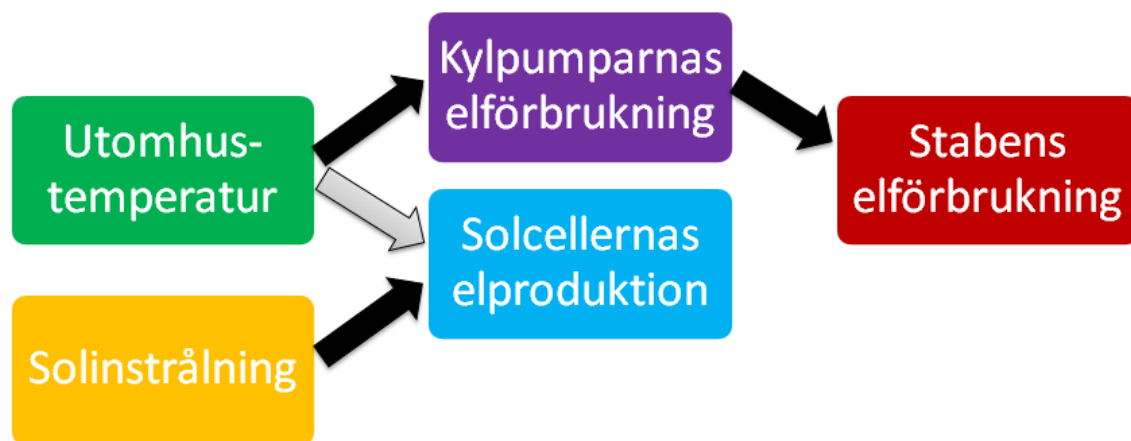 Utomhus-
temperatur
Solinstrålning
Kylpumparnas
elförbrukning
Solcellernas
elproduktion
Stabens
elförbrukning